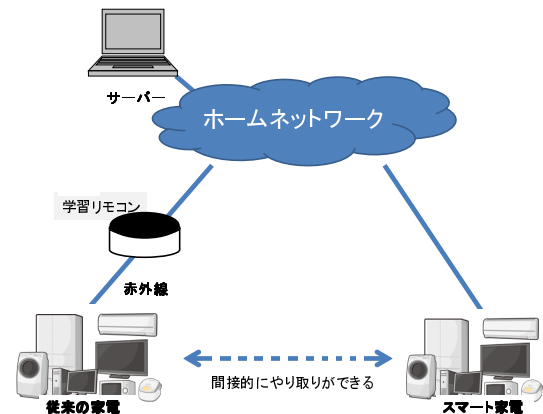 サーバー
ホームネットワーク
学習リモコン
赤外線
間接的にやり取りができる
従来の家電
スマート家電